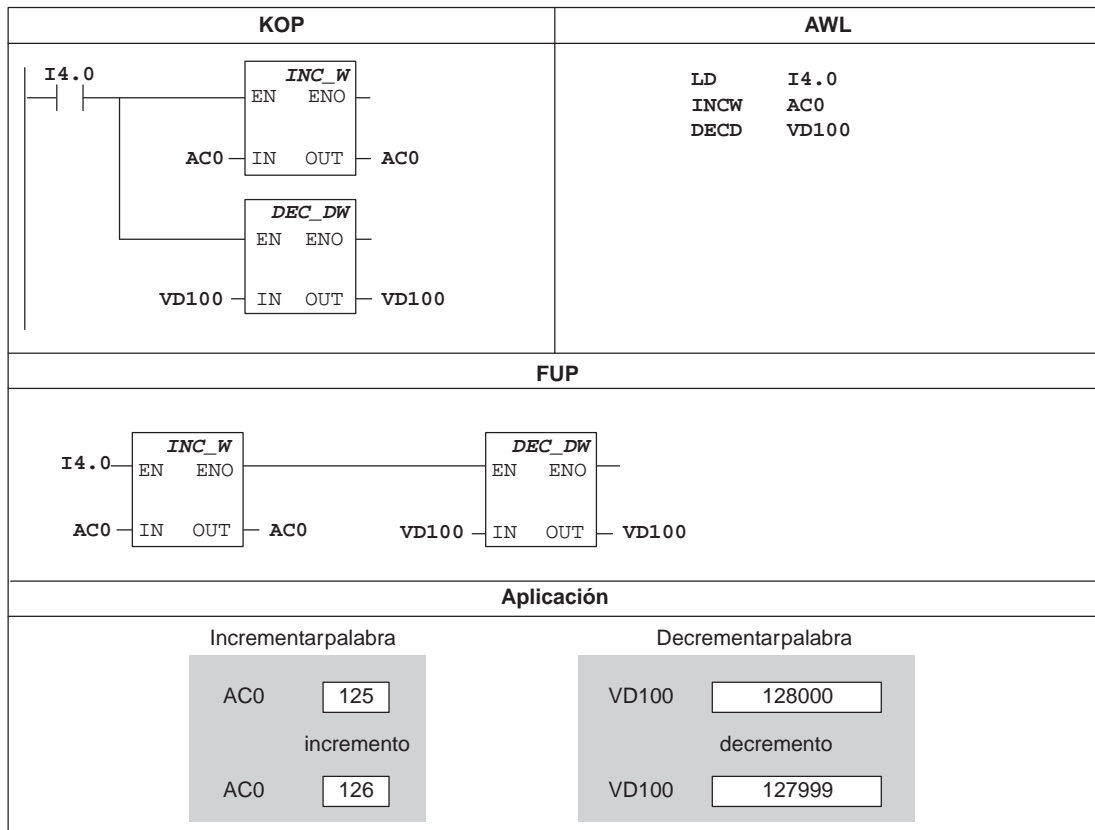 KOP
AWL
I4.0
INC_W
EN ENO
AC0 IN OUT AC0
DEC_DW
EN ENO
VD100 IN OUT VD100
LD I4.0
INCW AC0
DECD VD100
FUP
INC_W
I4.0 EN ENO
AC0 IN OUT AC0
DEC_DW
EN ENO
VD100 IN OUT VD100
Aplicación
Incrementarpalabra
AC0 125
incremento
AC0 126
Decrementarpalabra
VD100 128000
decremento
VD100 127999